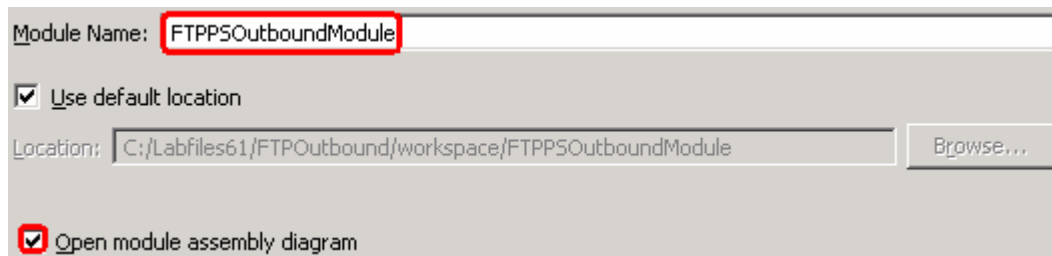 Module Name: FTPPSOutboundModule
Use default location
Location: C:/Labfiles61/FTPOutbound/workspace/FTPPSOutboundModule Browse...
Open module assembly diagram